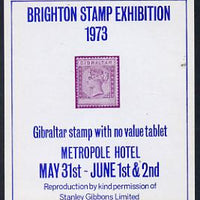 BRIGHTON STAMP EXHIBITION
1973
GIBRALTAR
Gibraltar stamp with no value tablet
METROPOLE HOTEL
MAY 31st - JUNE 1st & 2nd
Reproduction by kind permission of
Stanley Gibbons Limited